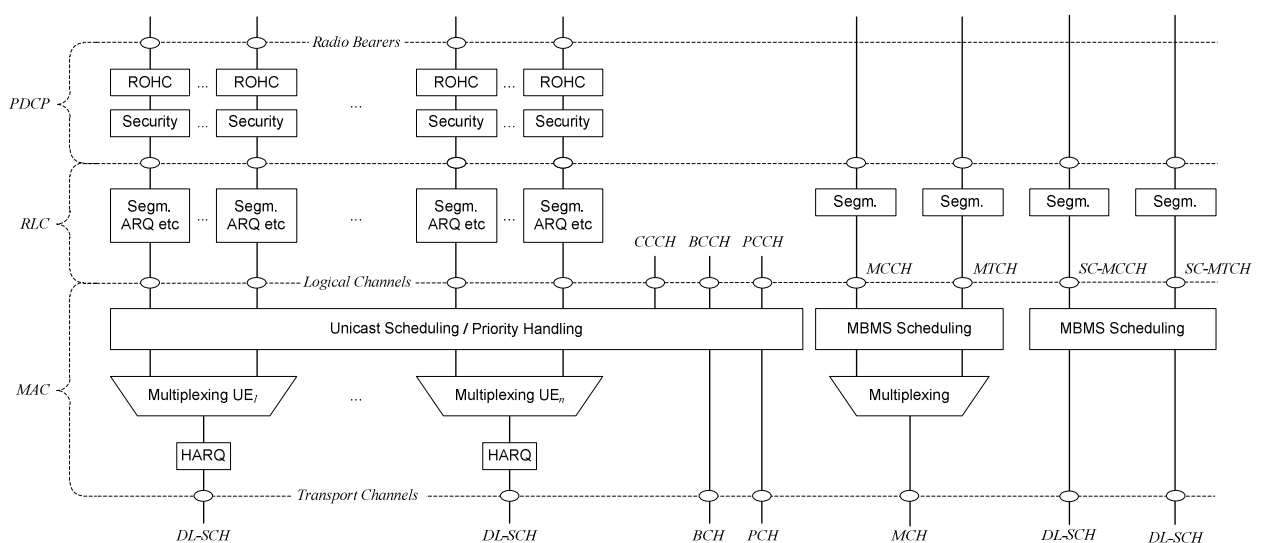 Radio Bearers
ROHC ... ROHC ROHC ... ROHC
PDCP ...
Security ... Security Security ... Security
Segm. ARQ etc ... Segm. ARQ etc ... Segm. ARQ etc ... Segm. ARQ etc Segm. Segm. Segm. Segm.
RLC
CCCH BCCH PCCH
Logical Channels MCCH MTCH SC-MCCH SC-MTCH
Unicast Scheduling / Priority Handling MBMS Scheduling MBMS Scheduling
MAC Multiplexing UE1 ... Multiplexing UEn Multiplexing
HARQ HARQ
Transport Channels
DL-SCH DL-SCH BCH PCH MCH DL-SCH DL-SCH